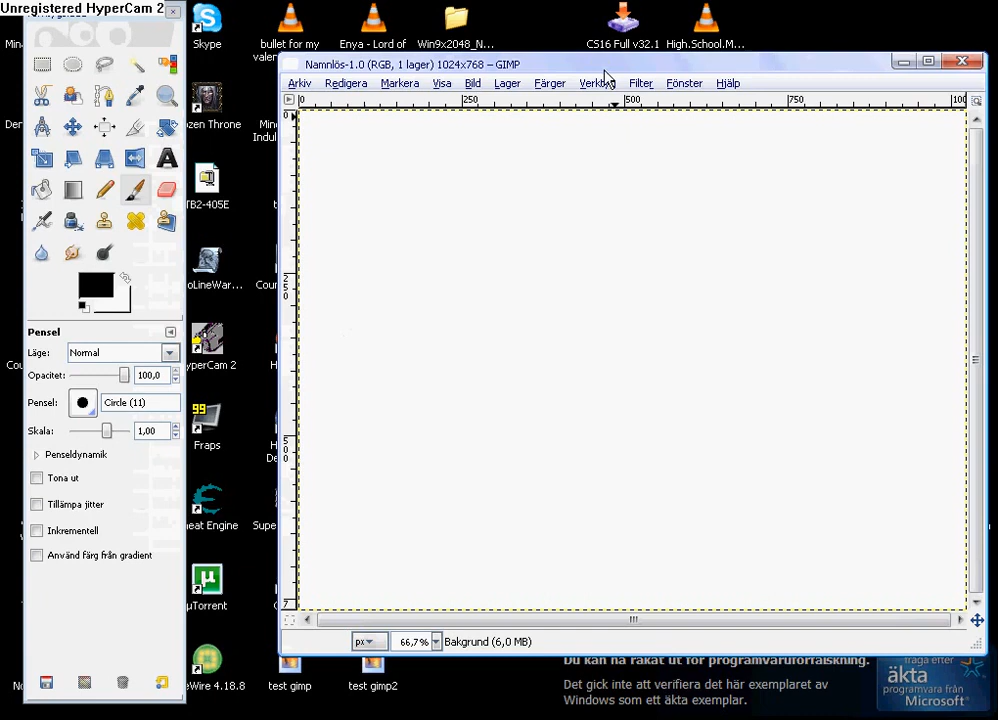 Unregistered HyperCam 2
Skype
bullet for my
Enya - Lord of
Win9x2048_N...
CS16 Full v32.1
High.School.M...
Namnlös-1.0 (RGB, 1 lager) 1024x768 – GIMP
Arkiv Redigera Markera Visa Bild Lager Färger Filter Fönster Hjälp
0 250 500 750
ozen Throne
TB2-405E
oLineWar...
yperCam 2
Fraps
eat Engine
µTorrent
eWire 4.18.8
Pensel
Läge: Normal
Opacitet: 100,0
Pensel: Circle (11)
Skala: 1,00
Penseldynamik
Tona ut
Tillämpa jitter
Inkrementell
Använd färg från gradient
px 66,7% Bakgrund (6,0 MB)
test gimp
test gimp2
Du kan ha råkat ut för programvaruförfalskning.
Det gick inte att verifiera det här exemplaret av
Windows som ett äkta exemplar.
fråga efter
äkta
programvara från
Microsoft